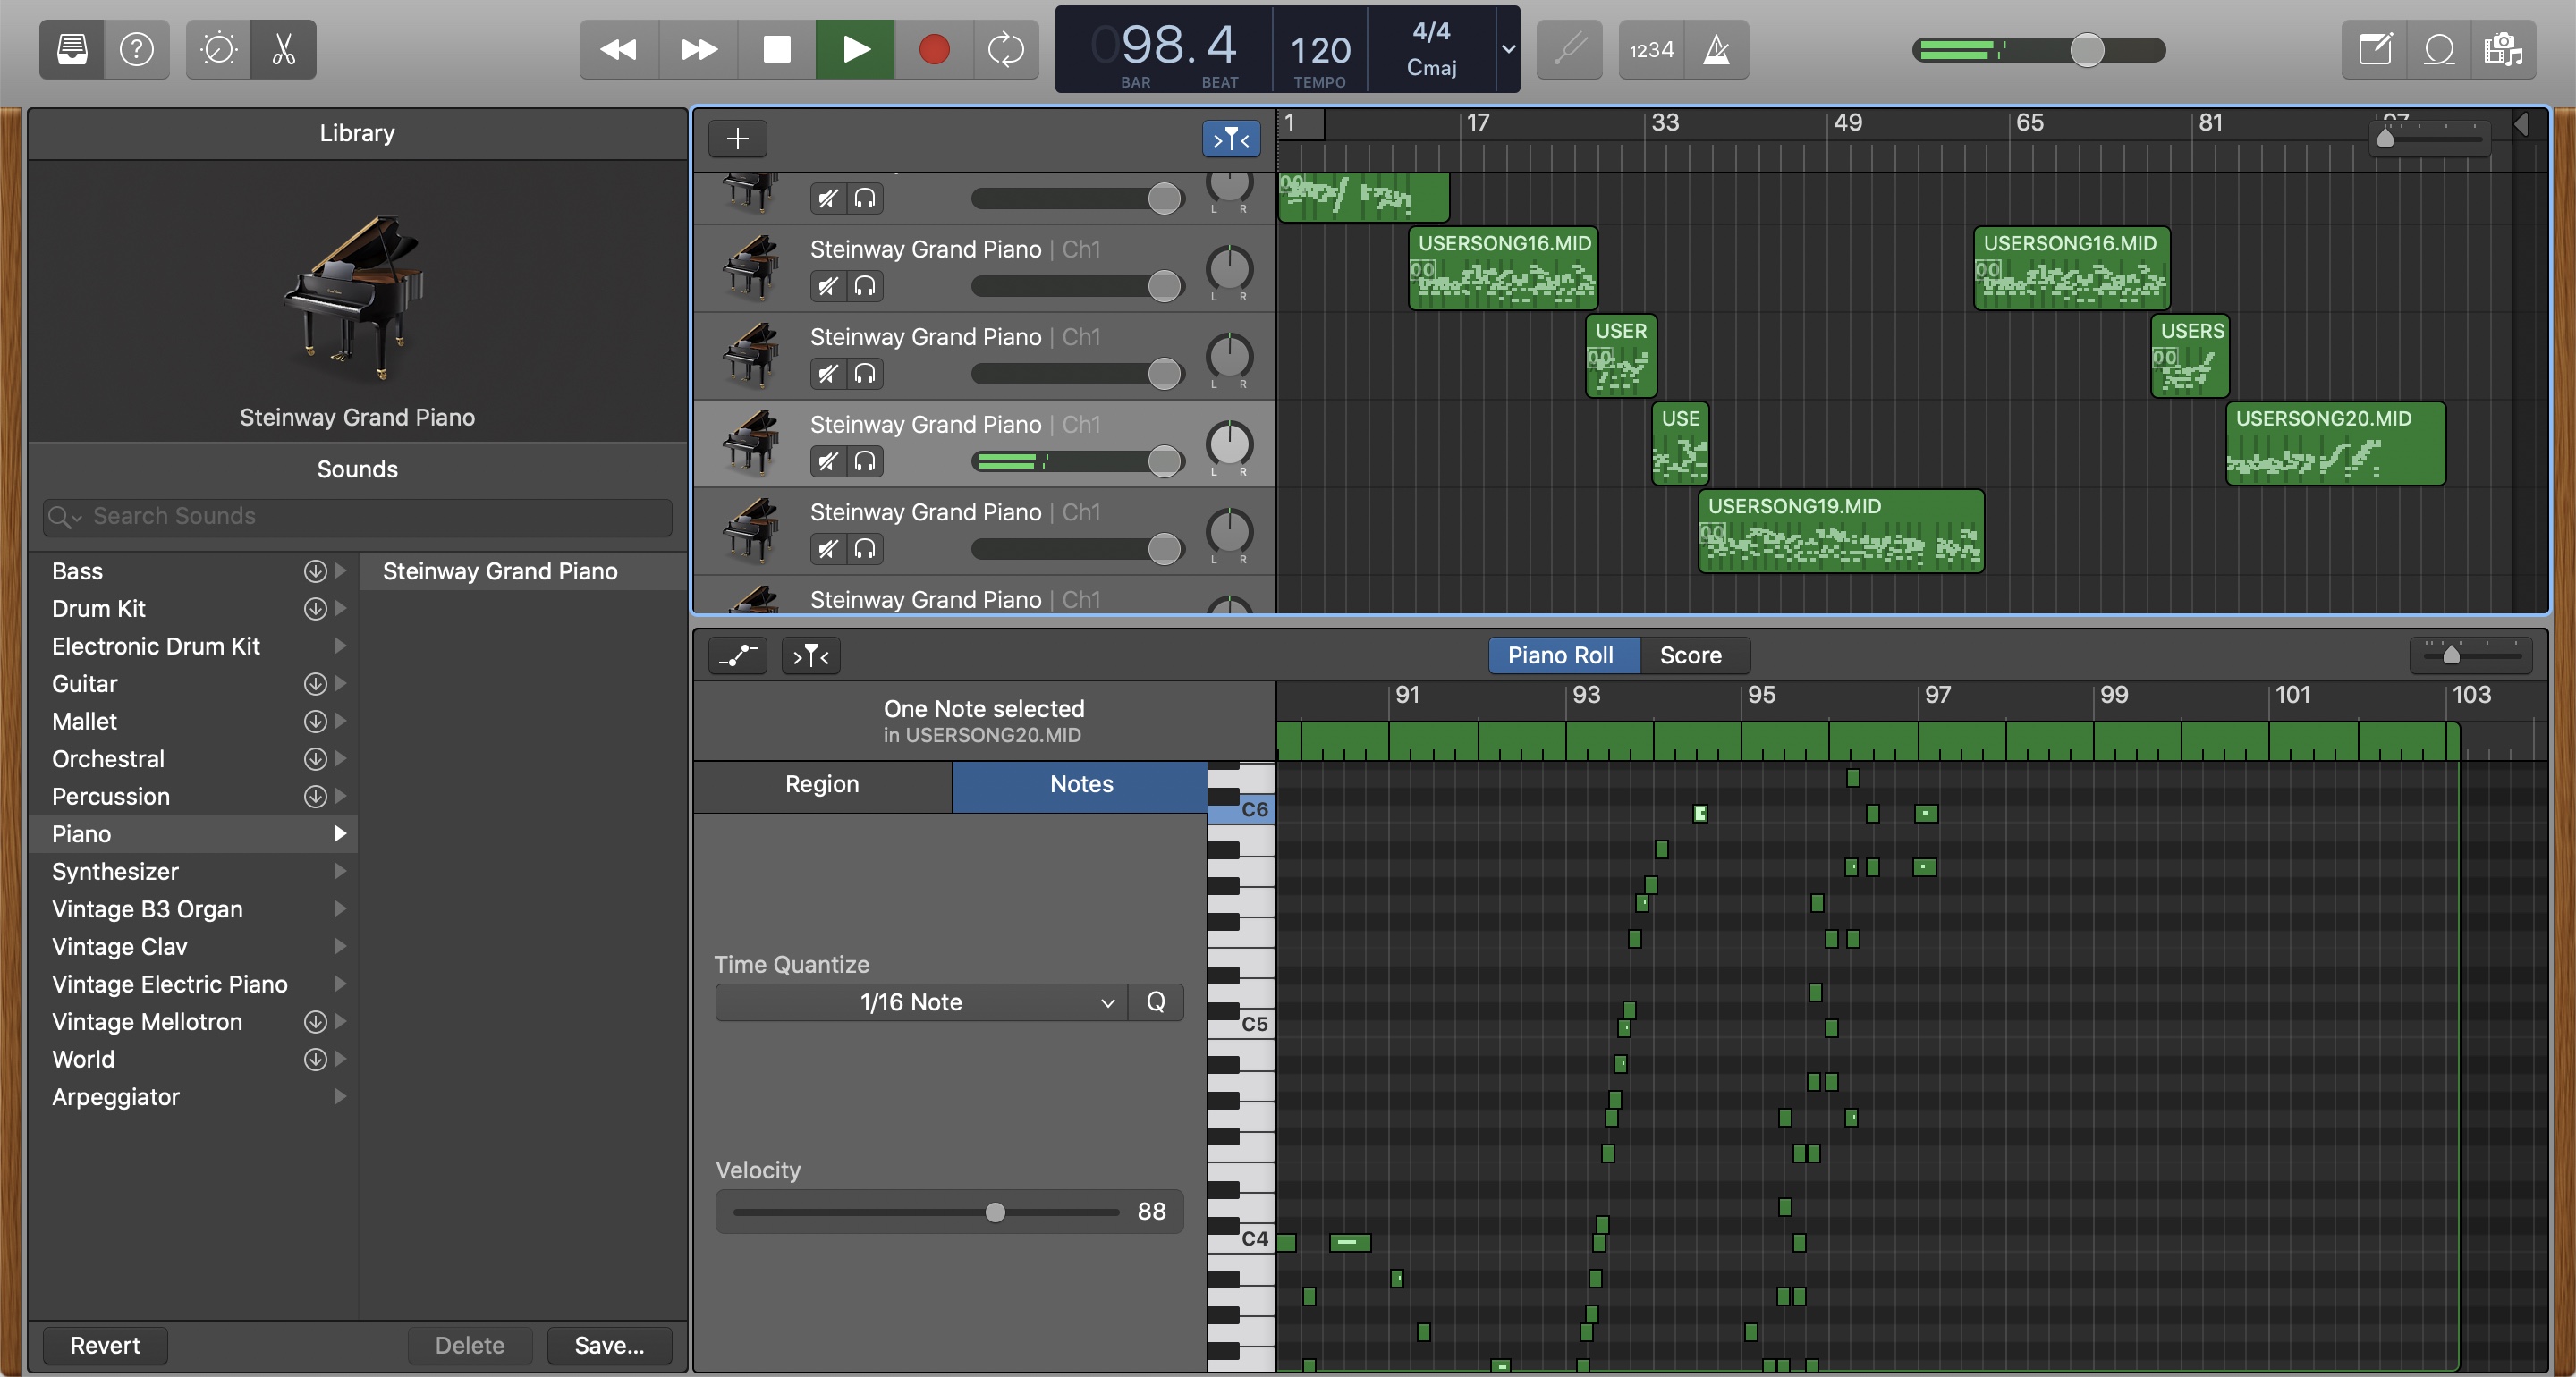 098. 4
BAR BEAT
120
TEMPO
4/4
Cmaj
1234
Library
Steinway Grand Piano
Sounds
Search Sounds
Bass
Drum Kit
Electronic Drum Kit
Guitar
Mallet
Orchestral
Percussion
Piano
Synthesizer
Vintage B3 Organ
Vintage Clav
Vintage Electric Piano
Vintage Mellotron
World
Arpeggiator
Steinway Grand Piano
Revert Delete Save...
1 17 33 49 65 81 97
L R
Steinway Grand Piano | Ch1
L R
Steinway Grand Piano | Ch1
L R
Steinway Grand Piano | Ch1
L R
Steinway Grand Piano | Ch1
L R
Steinway Grand Piano | Ch1
USERSONG16.MID USERSONG16.MID
USER USERS
USE USERSONG20.MID
USERSONG19.MID
Piano Roll Score
91 93 95 97 99 101 103
One Note selected
in USERSONG20.MID
Region Notes
Time Quantize
1/16 Note Q
Velocity
88
C6
C5
C4